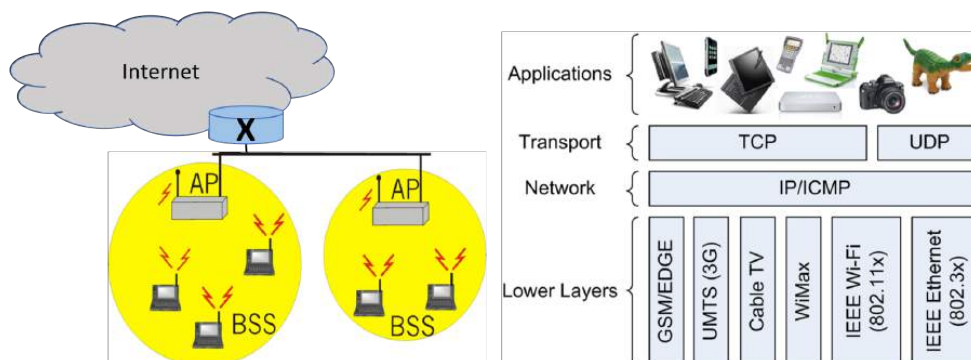 Internet
X
AP
BSS
AP
BSS
Applications
Transport
TCP
UDP
Network
IP/ICMP
Lower Layers
GSM/EDGE
UMTS (3G)
Cable TV
WiMax
IEEE Wi-Fi
(802.11x)
IEEE Ethernet
(802.3x)